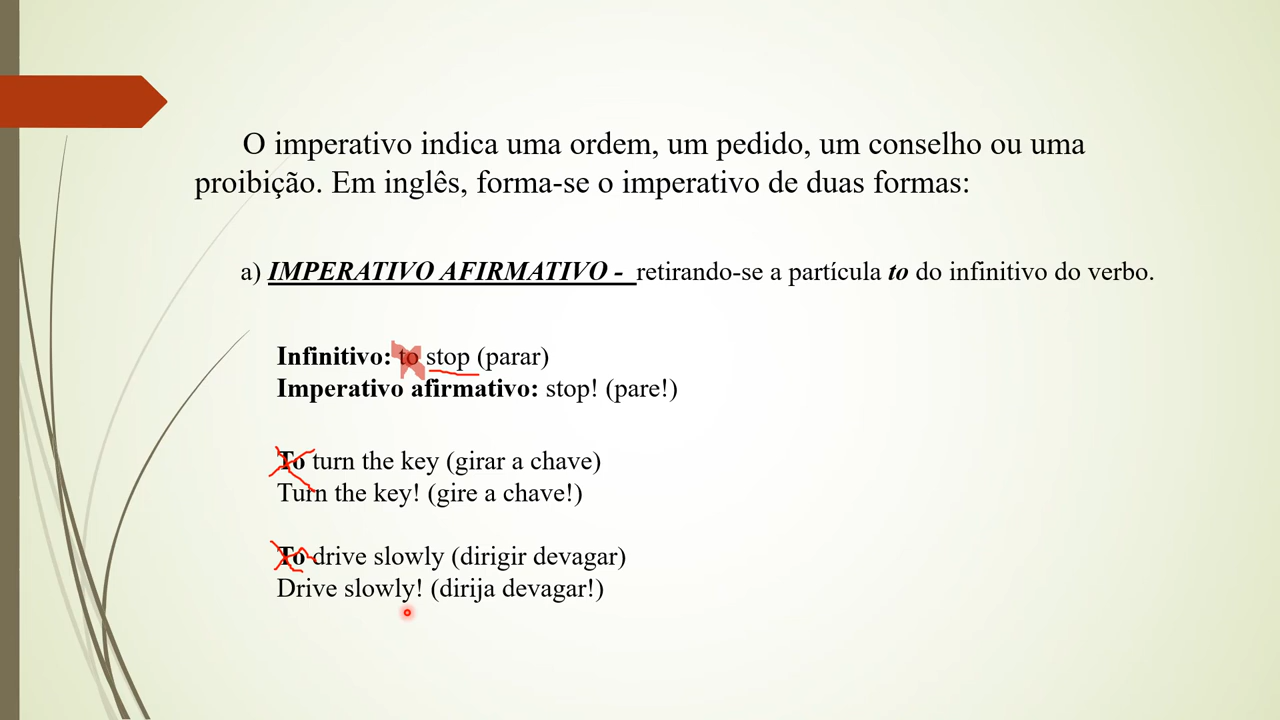 O imperativo indica uma ordem, um pedido, um conselho ou uma
proibição. Em inglês, forma-se o imperativo de duas formas:
a) IMPERATIVO AFIRMATIVO - retirando-se a partícula to do infinitivo do verbo.
Infinitivo: to stop (parar)
Imperativo afirmativo: stop! (pare!)
To turn the key (girar a chave)
Turn the key! (gire a chave!)
To drive slowly (dirigir devagar)
Drive slowly! (dirija devagar!)